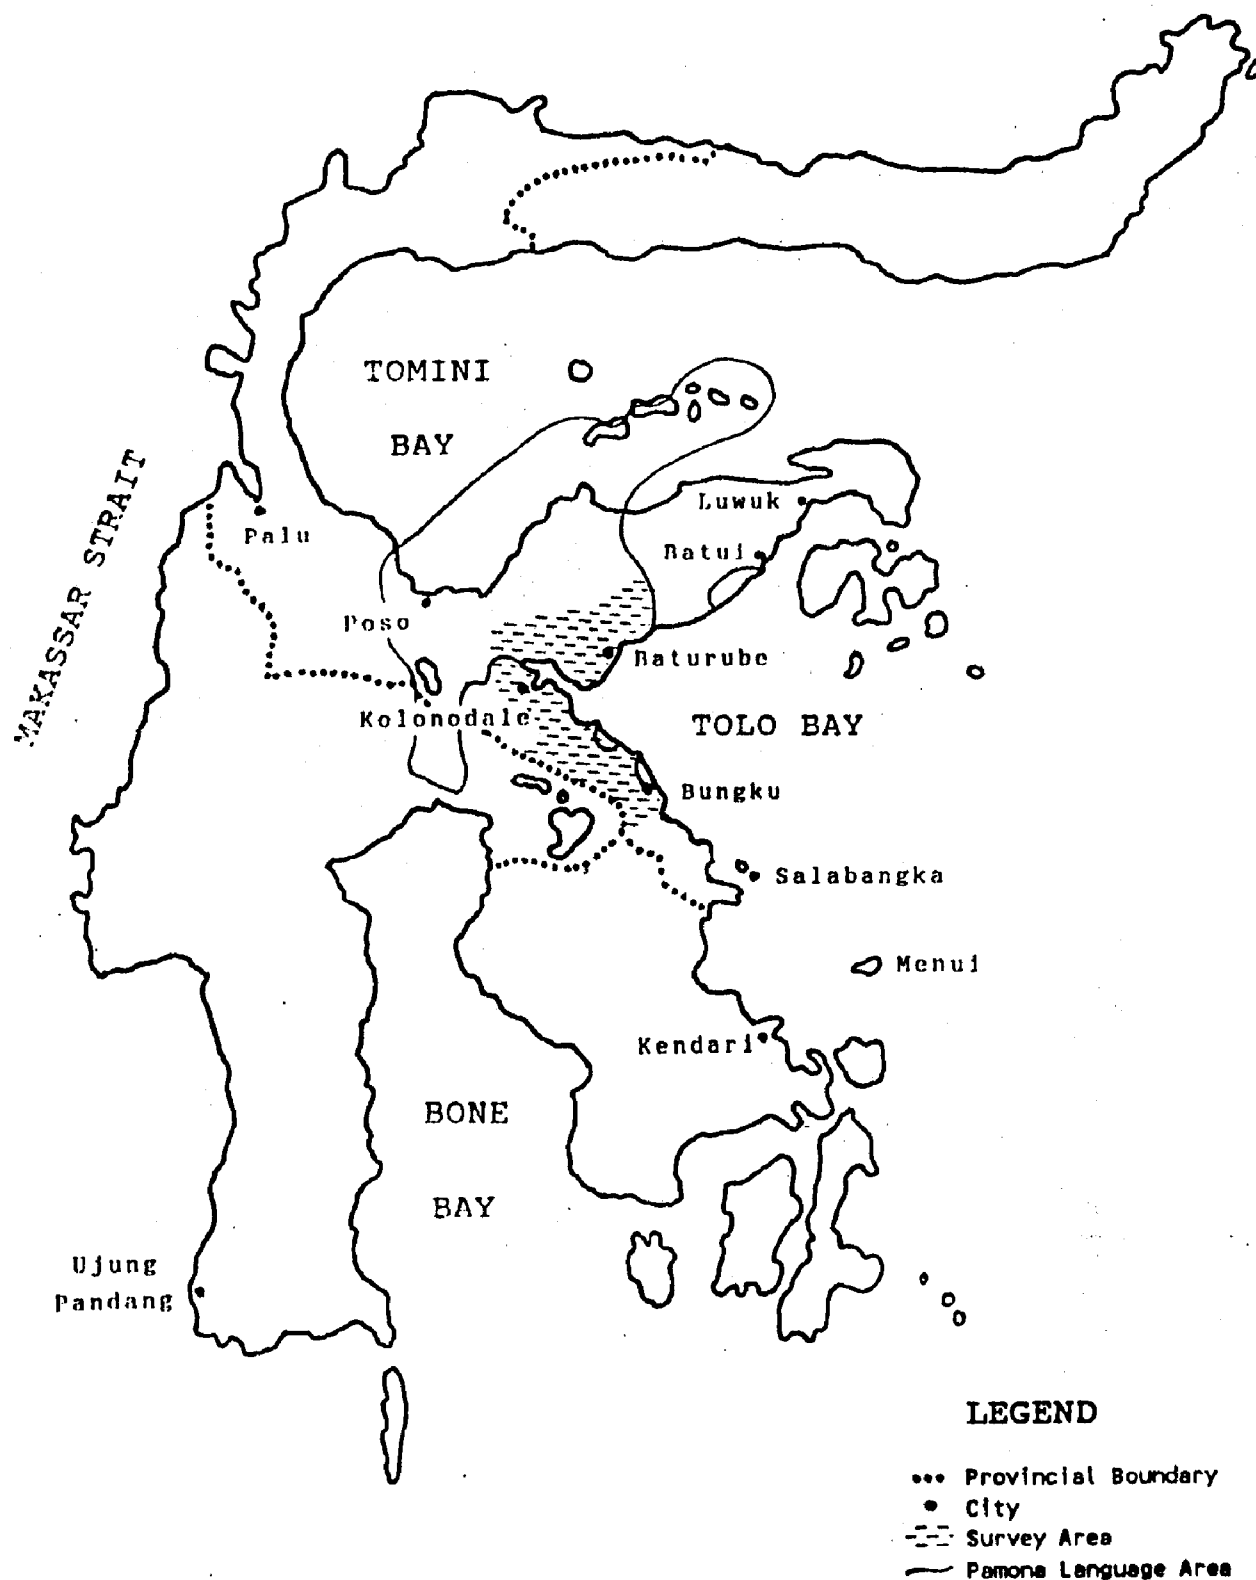 TOMINI
BAY
MAKASSAR STRAIT
Palu
Luwuk
Batui
Poso
Baturube
Kolonodale
TOLO BAY
Bungku
Salabangka
Menui
Kendari
BONE
BAY
Ujung
Pandang
LEGEND
Provincial Boundary
City
Survey Area
Pamona Language Area